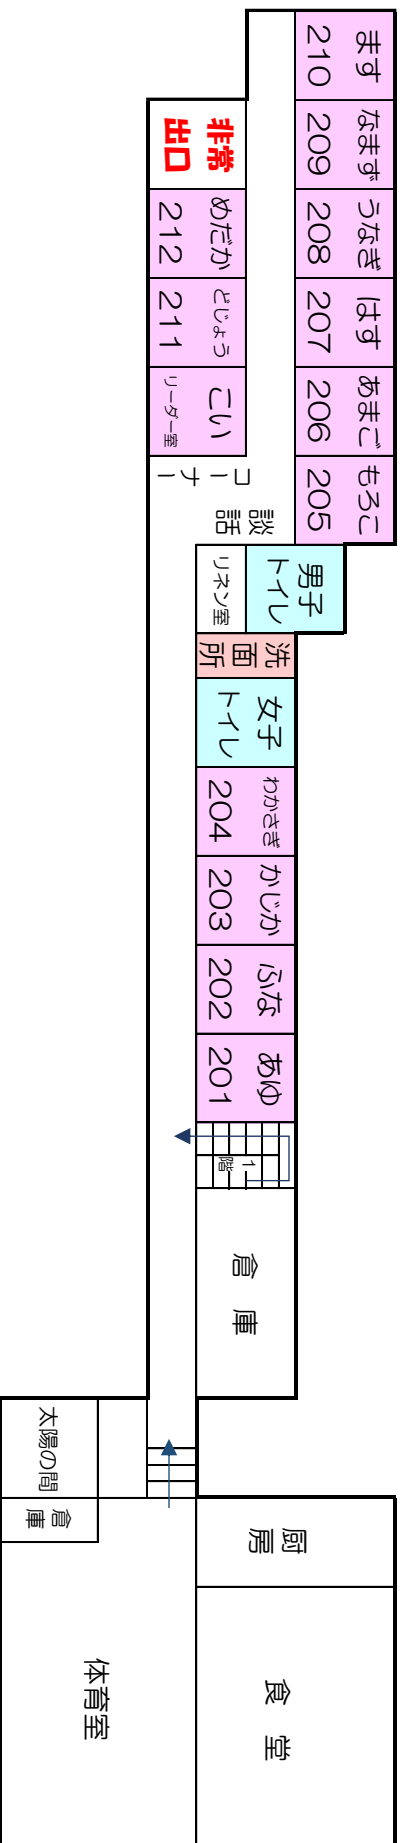 ます
210
なまず
209
うなぎ
208
はす
207
あまご
206
もろこ
205
非常
出口
めだか
212
どじょう
211
こい
リーダー室
談話
コーナー
男子
トイレ
リネン室
洗面所
女子
トイレ
わかさぎ
204
かじか
203
ふな
202
あゆ
201
1
階
倉庫
太陽の間
倉庫
厨房
食堂
体育室